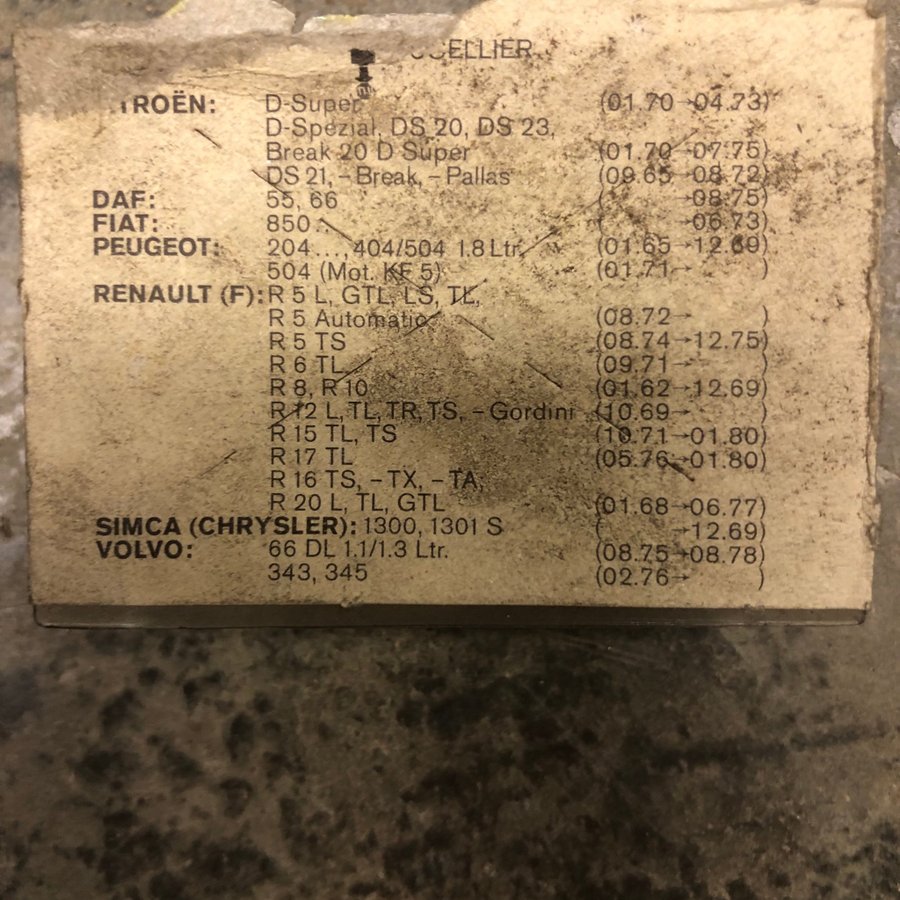 ELLIER
TROËN: D-Super (01.70→04.73)
D-Spezial, DS 20, DS 23,
Break 20 D Super (01.70→07.75)
DS 21, – Break, – Pallas (09.65→08.72)
DAF: 55, 66 ( →08.75)
FIAT: 850 ( →06.73)
PEUGEOT: 204 ..., 404/504 1.8 Ltr. (01.65→12.69)
504 (Mot. KF 5) (01.71→ )
RENAULT (F): R 5 L, GTL, LS, TL,
R 5 Automatic (08.72→ )
R 5 TS (08.74→12.75)
R 6 TL (09.71→ )
R 8, R 10 (01.62→12.69)
R 12 L, TL, TR, TS, – Gordini (10.69→ )
R 15 TL, TS (10.71→01.80)
R 17 TL (05.76→01.80)
R 16 TS, – TX, – TA,
R 20 L, TL, GTL (01.68→06.77)
SIMCA (CHRYSLER): 1300, 1301 S ( →12.69)
VOLVO: 66 DL 1.1/1.3 Ltr. (08.75→08.78)
343, 345 (02.76→ )